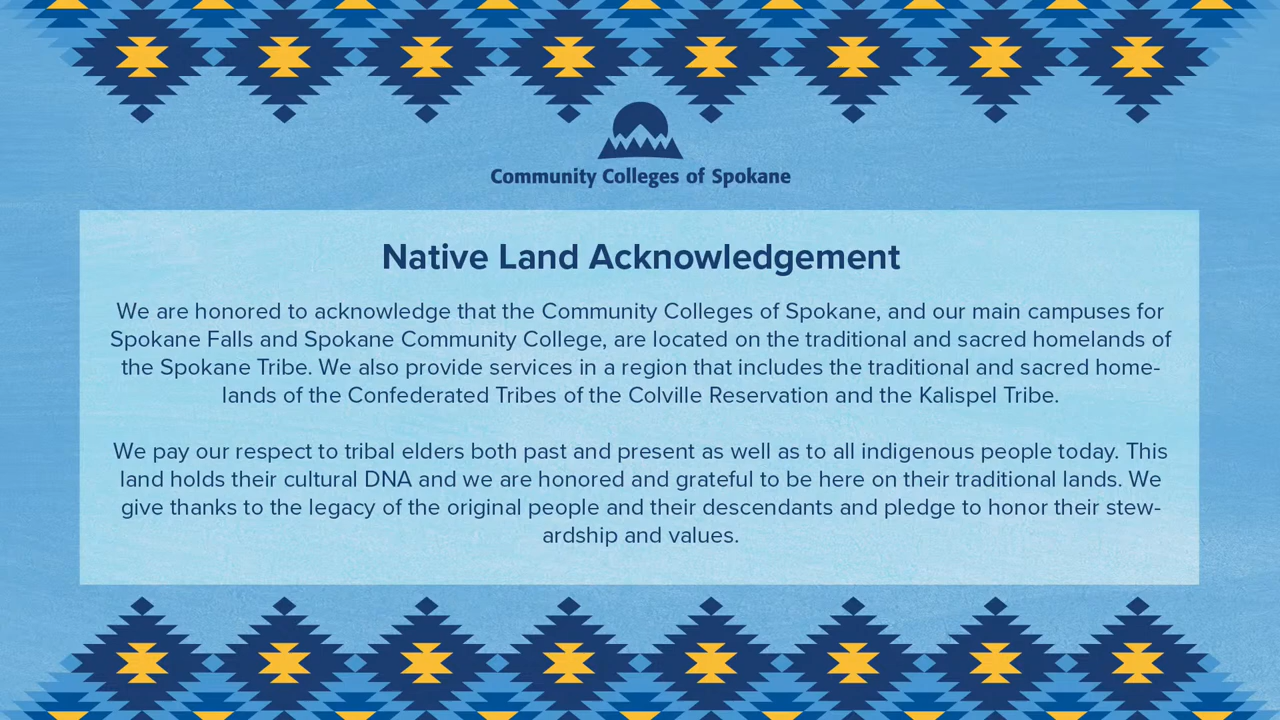 Community Colleges of Spokane
Native Land Acknowledgement
We are honored to acknowledge that the Community Colleges of Spokane, and our main campuses for
Spokane Falls and Spokane Community College, are located on the traditional and sacred homelands of
the Spokane Tribe. We also provide services in a region that includes the traditional and sacred home-
lands of the Confederated Tribes of the Colville Reservation and the Kalispel Tribe.
We pay our respect to tribal elders both past and present as well as to all indigenous people today. This
land holds their cultural DNA and we are honored and grateful to be here on their traditional lands. We
give thanks to the legacy of the original people and their descendants and pledge to honor their stew-
ardship and values.